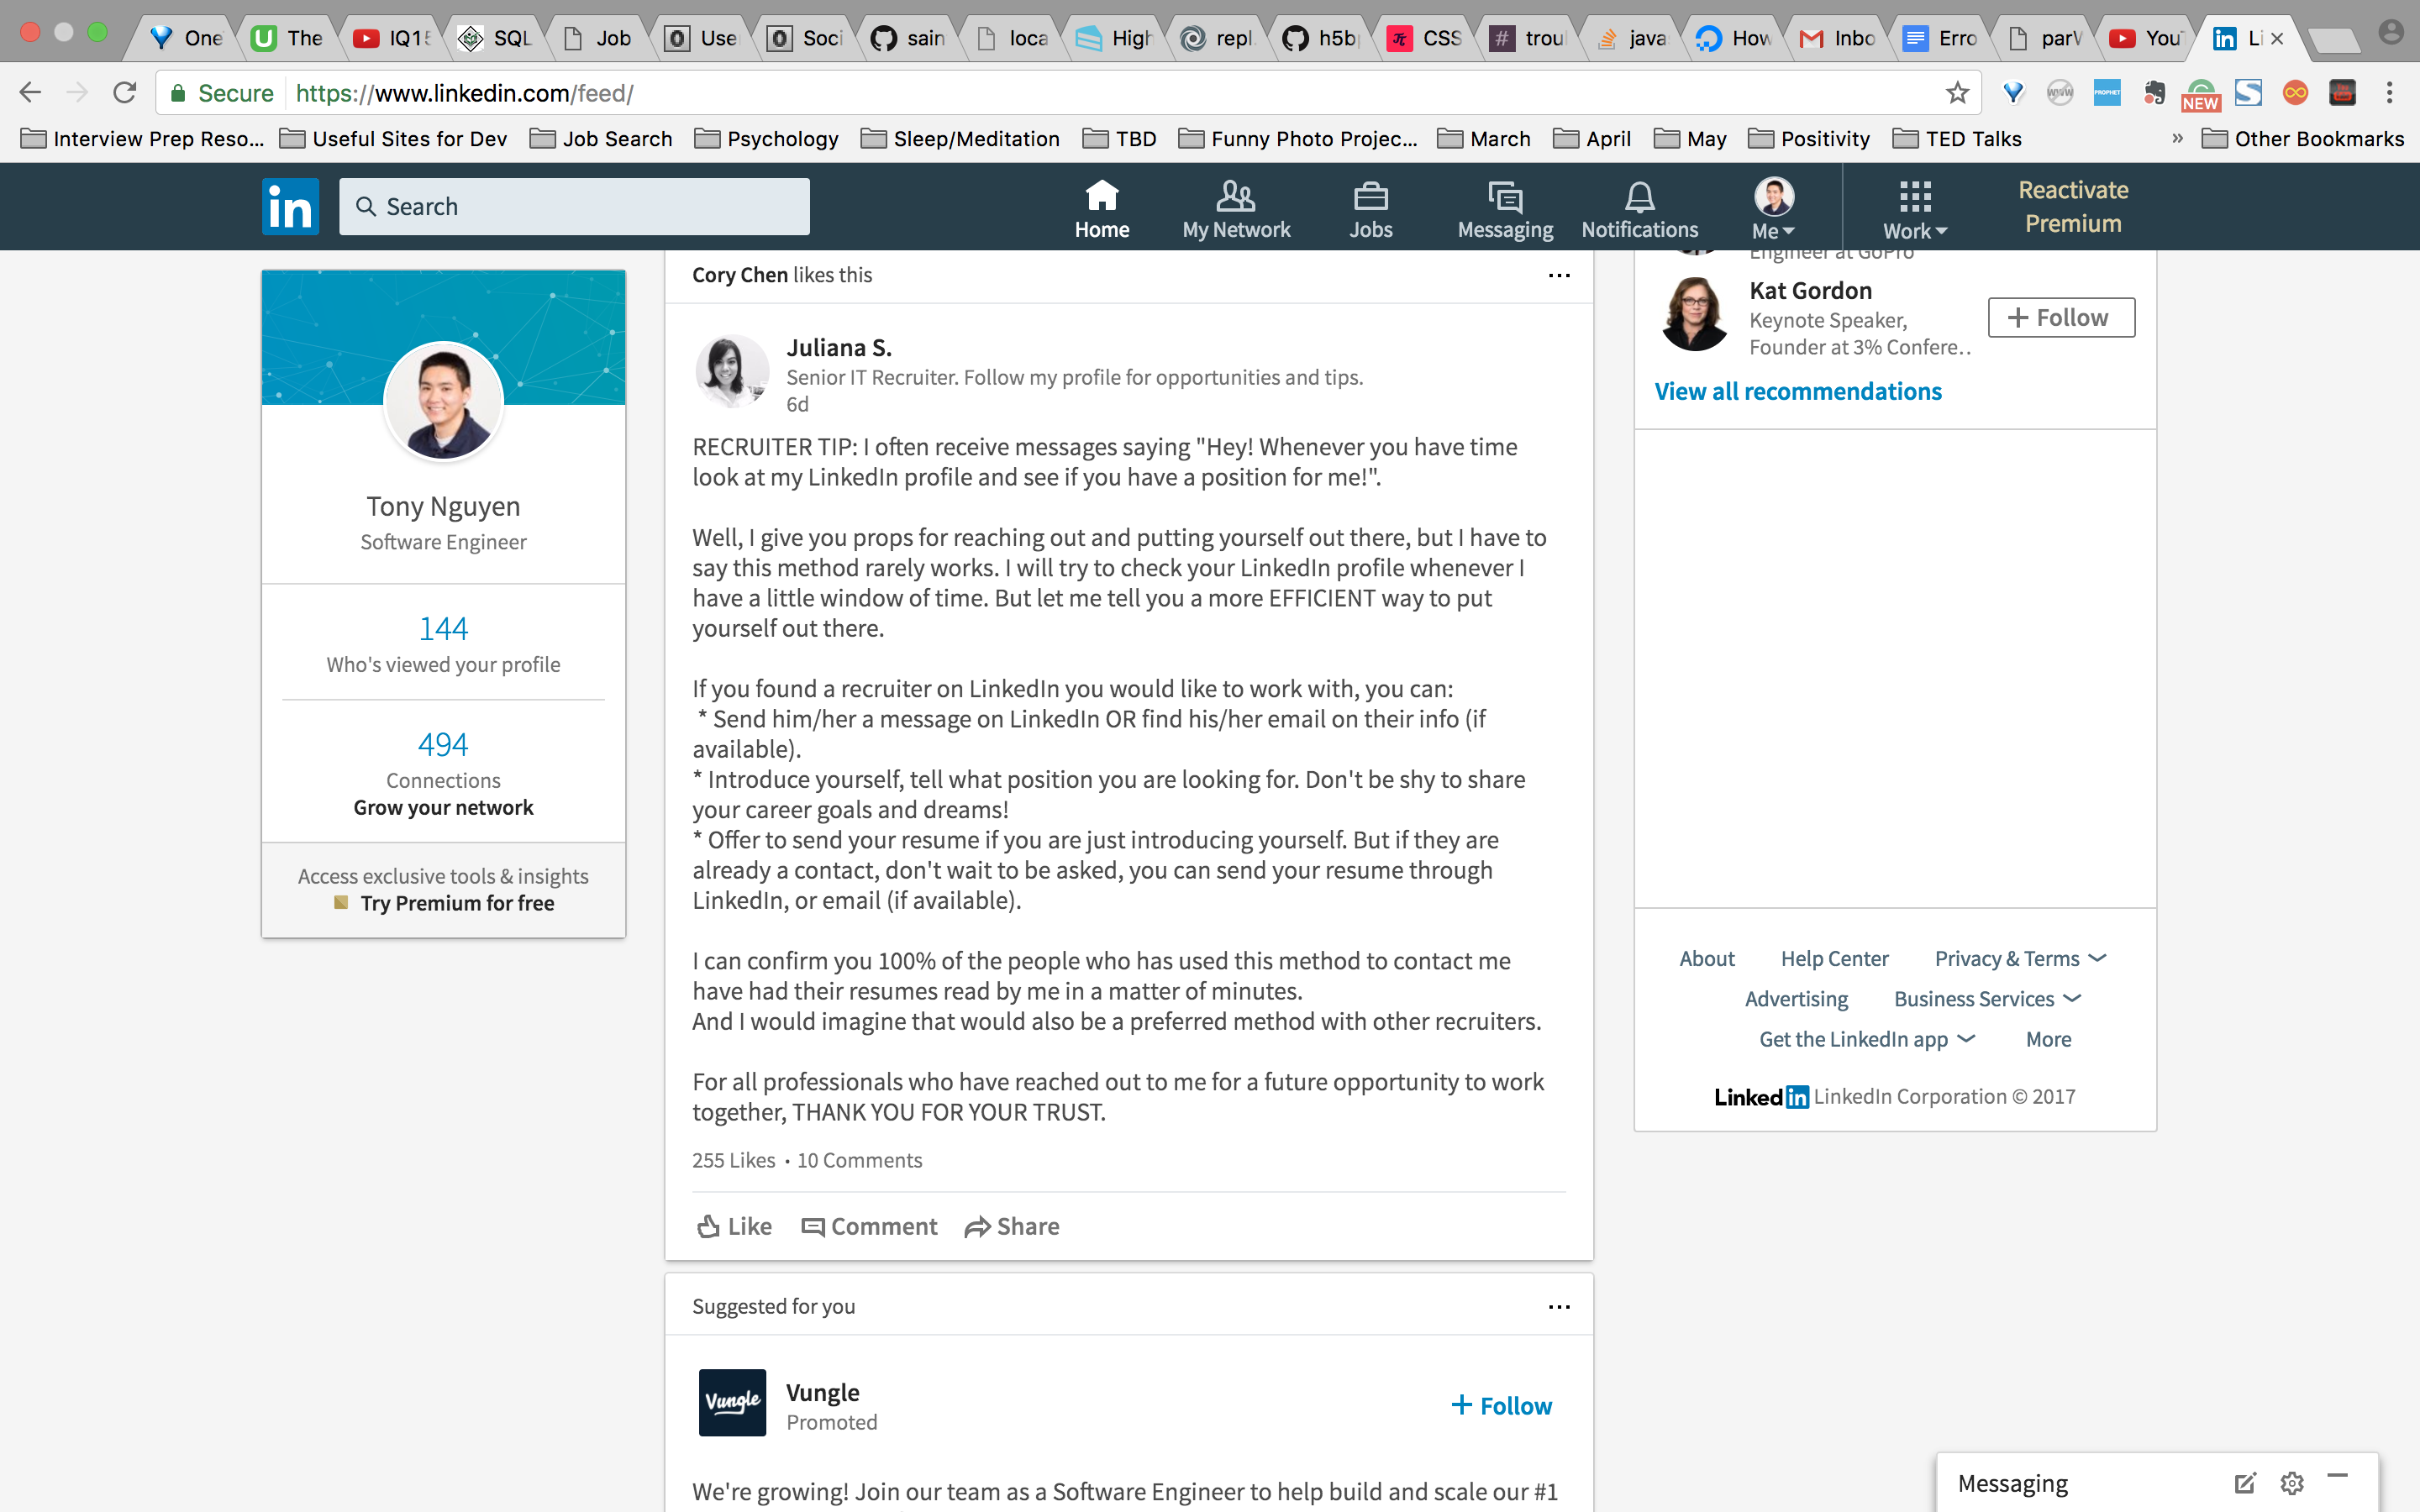 One
The
IQ15
SQL
Job
Use
Soci
sain
loca
High
repl.
h5b
CSS
trou
java
How
Inbo
Erro
parV
You
Li
Secure https://www.linkedin.com/feed/
WWW
PROPHET
NEW
Interview Prep Reso... Useful Sites for Dev Job Search Psychology Sleep/Meditation TBD Funny Photo Projec... March April May Positivity TED Talks » Other Bookmarks
in Search
Home
My Network
Jobs
Messaging
Notifications
Me
Work
Reactivate
Premium
Tony Nguyen
Software Engineer
144
Who's viewed your profile
494
Connections
Grow your network
Access exclusive tools & insights
Try Premium for free
Cory Chen likes this
Juliana S.
Senior IT Recruiter. Follow my profile for opportunities and tips.
6d
RECRUITER TIP: I often receive messages saying "Hey! Whenever you have time
look at my LinkedIn profile and see if you have a position for me!".
Well, I give you props for reaching out and putting yourself out there, but I have to
say this method rarely works. I will try to check your LinkedIn profile whenever I
have a little window of time. But let me tell you a more EFFICIENT way to put
yourself out there.
If you found a recruiter on LinkedIn you would like to work with, you can:
* Send him/her a message on LinkedIn OR find his/her email on their info (if
available).
* Introduce yourself, tell what position you are looking for. Don't be shy to share
your career goals and dreams!
* Offer to send your resume if you are just introducing yourself. But if they are
already a contact, don't wait to be asked, you can send your resume through
LinkedIn, or email (if available).
I can confirm you 100% of the people who has used this method to contact me
have had their resumes read by me in a matter of minutes.
And I would imagine that would also be a preferred method with other recruiters.
For all professionals who have reached out to me for a future opportunity to work
together, THANK YOU FOR YOUR TRUST.
255 Likes • 10 Comments
Like Comment Share
Suggested for you
Vungle
Vungle
Promoted
+ Follow
We're growing! Join our team as a Software Engineer to help build and scale our #1
Engineer at GoPro
Kat Gordon
Keynote Speaker,
Founder at 3% Confere..
+ Follow
View all recommendations
About Help Center Privacy & Terms
Advertising Business Services
Get the LinkedIn app More
Linkedin LinkedIn Corporation © 2017
Messaging